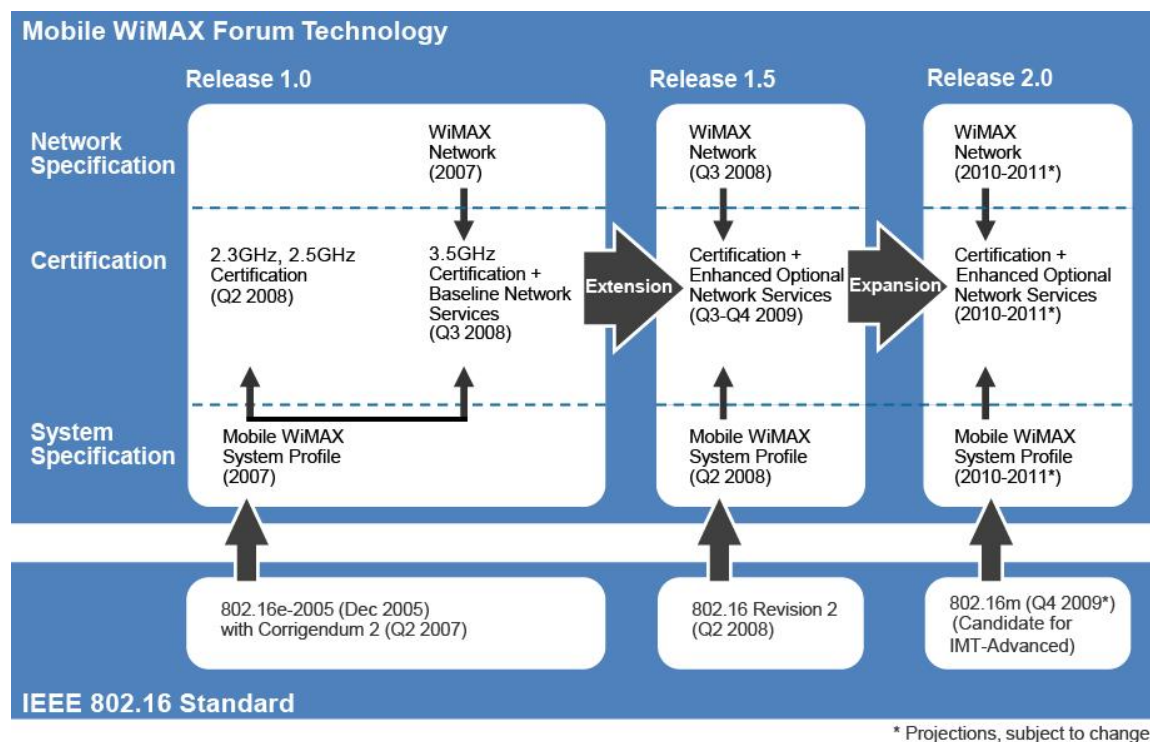 Mobile WiMAX Forum Technology
Release 1.0
Release 1.5
Release 2.0
Network
Specification
WiMAX
Network
(2007)
WiMAX
Network
(Q3 2008)
WiMAX
Network
(2010-2011*)
Certification
2.3GHz, 2.5GHz
Certification
(Q2 2008)
3.5GHz
Certification +
Baseline Network
Services
(Q3 2008)
Extension
Certification +
Enhanced Optional
Network Services
(Q3-Q4 2009)
Expansion
Certification +
Enhanced Optional
Network Services
(2010-2011*)
System
Specification
Mobile WiMAX
System Profile
(2007)
Mobile WiMAX
System Profile
(Q2 2008)
Mobile WiMAX
System Profile
(2010-2011*)
802.16e-2005 (Dec 2005)
with Corrigendum 2 (Q2 2007)
802.16 Revision 2
(Q2 2008)
802.16m (Q4 2009*)
(Candidate for
IMT-Advanced)
IEEE 802.16 Standard
* Projections, subject to change